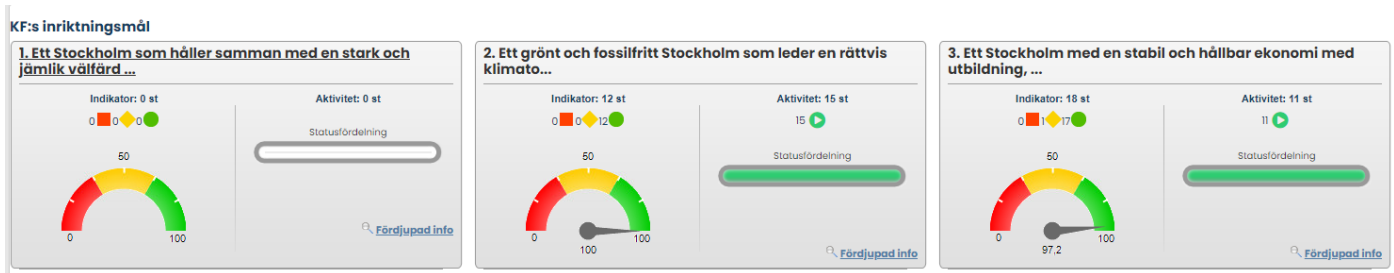 KF:s inriktningsmål
1. Ett Stockholm som håller samman med en stark och
jämlik välfärd ...
Indikator: 0 st
0 0 0
50
0 100
Aktivitet: 0 st
Statusfördelning
Fördjupad info
2. Ett grönt och fossilfritt Stockholm som leder en rättvis
klimato...
Indikator: 12 st
0 0 12
50
0 100
100
Aktivitet: 15 st
15
Statusfördelning
Fördjupad info
3. Ett Stockholm med en stabil och hållbar ekonomi med
utbildning, ...
Indikator: 18 st
0 1 17
50
0 100
97,2
Aktivitet: 11 st
11
Statusfördelning
Fördjupad info